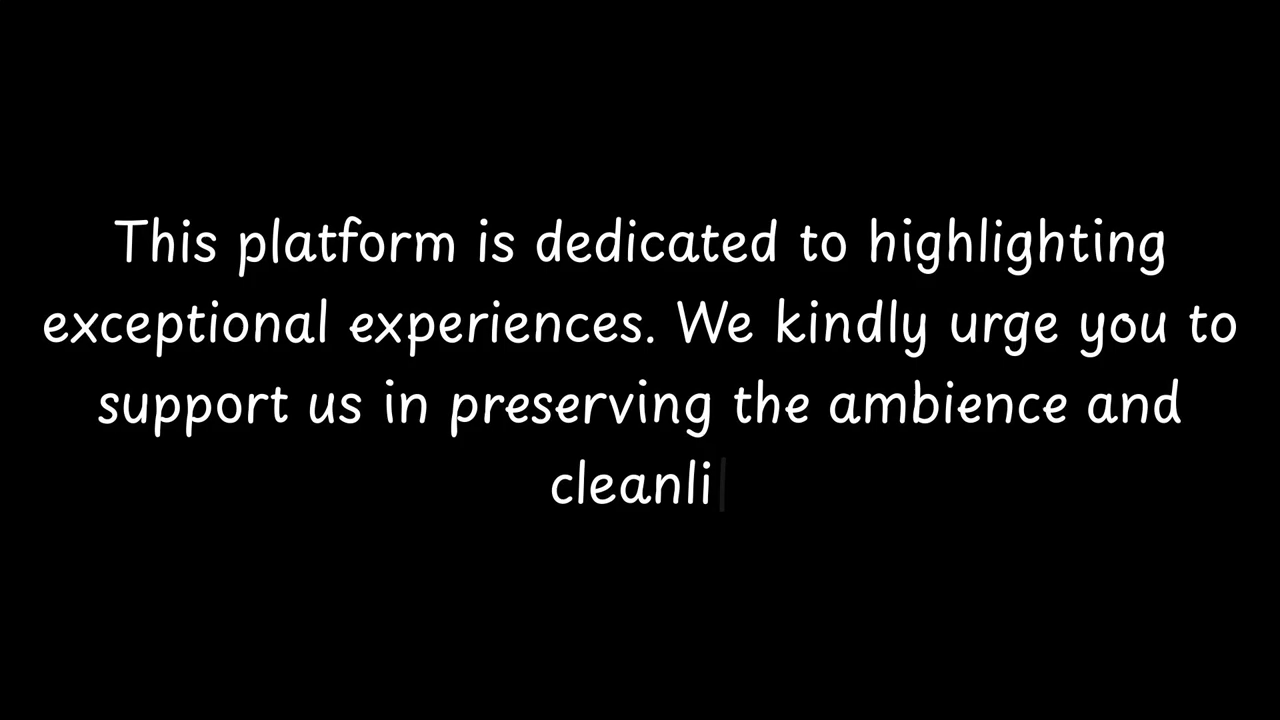 This platform is dedicated to highlighting
exceptional experiences. We kindly urge you to
support us in preserving the ambience and
cleanli